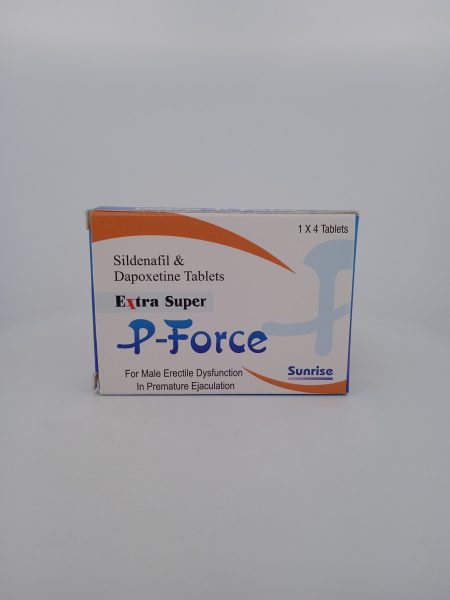 1 X 4 Tablets
Sildenafil &
Dapoxetine Tablets
Extra Super
P-Force
For Male Erectile Dysfunction
In Premature Ejaculation
Sunrise